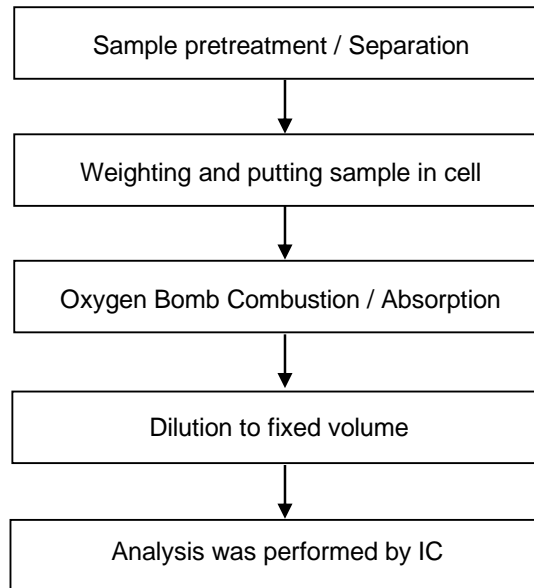 Sample pretreatment / Separation
Weighting and putting sample in cell
Oxygen Bomb Combustion / Absorption
Dilution to fixed volume
Analysis was performed by IC